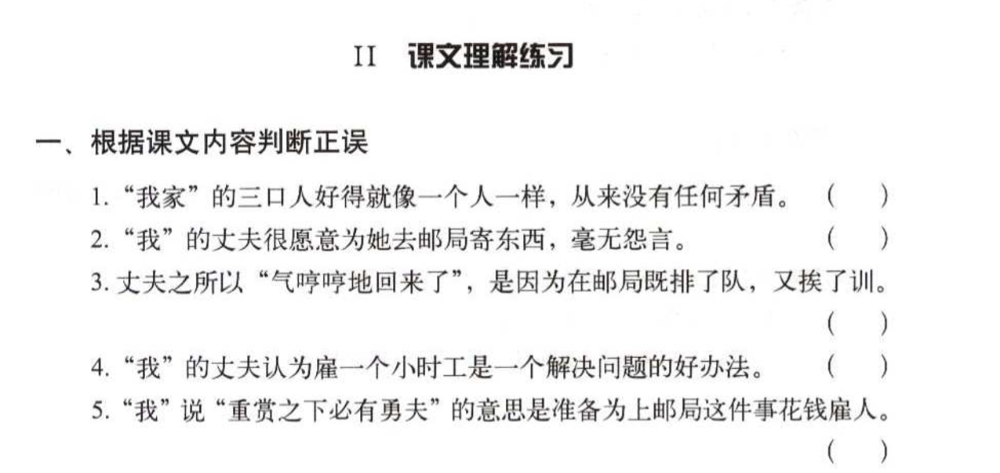 II 课文理解练习
一、根据课文内容判断正误
1. “我家”的三口人好得就像一个人一样，从来没有任何矛盾。 （ ）
2. “我”的丈夫很愿意为她去邮局寄东西，毫无怨言。 （ ）
3. 丈夫之所以“气哼哼地回来了”，是因为在邮局既排了队，又挨了训。
（ ）
4. “我”的丈夫认为雇一个小时工是一个解决问题的好办法。 （ ）
5. “我”说“重赏之下必有勇夫”的意思是准备为上邮局这件事花钱雇人。
（ ）